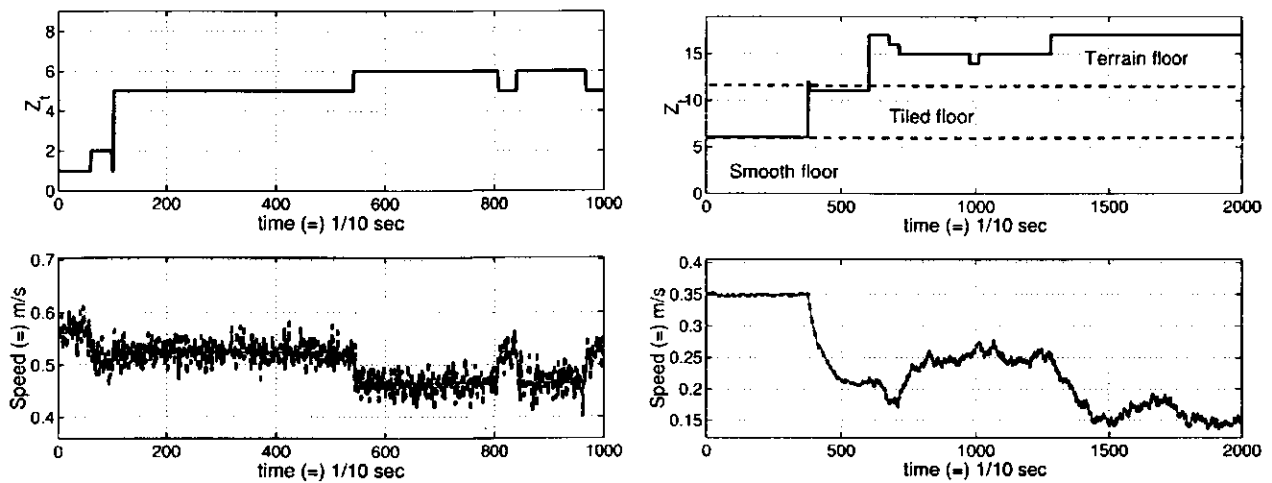 8
6
4
2
0
Z_t
0 200 400 600 800 1000
time (=) 1/10 sec
15
10
5
0
Z_t
Terrain floor
Tiled floor
Smooth floor
0 500 1000 1500 2000
time (=) 1/10 sec
0.7
0.6
0.5
0.4
Speed (=) m/s
0 200 400 600 800 1000
time (=) 1/10 sec
0.4
0.35
0.3
0.25
0.2
0.15
Speed (=) m/s
0 500 1000 1500 2000
time (=) 1/10 sec